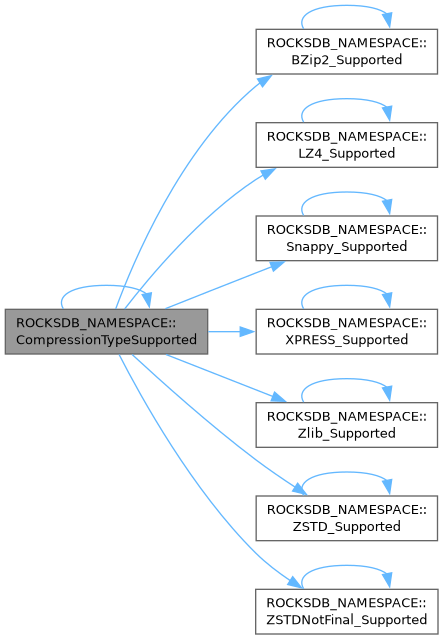 ROCKSDB_NAMESPACE::
BZip2_Supported
ROCKSDB_NAMESPACE::
LZ4_Supported
ROCKSDB_NAMESPACE::
Snappy_Supported
ROCKSDB_NAMESPACE::
CompressionTypeSupported
ROCKSDB_NAMESPACE::
XPRESS_Supported
ROCKSDB_NAMESPACE::
Zlib_Supported
ROCKSDB_NAMESPACE::
ZSTD_Supported
ROCKSDB_NAMESPACE::
ZSTDNotFinal_Supported